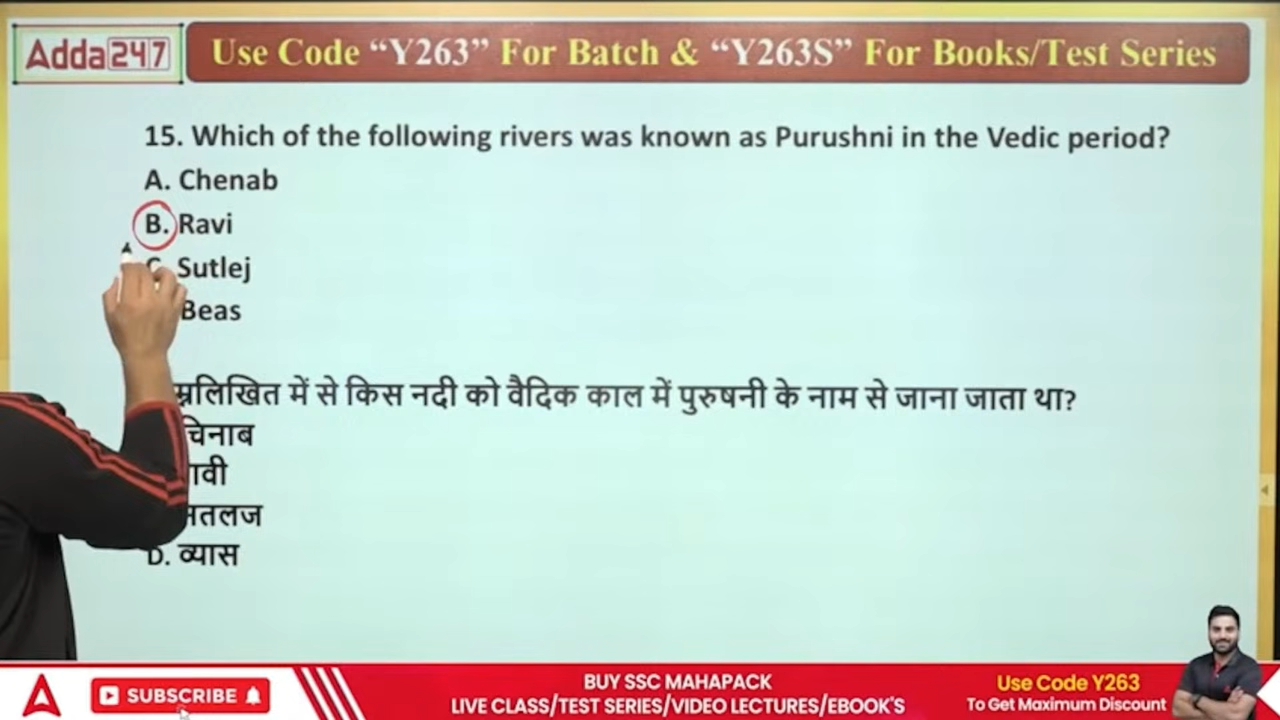 Adda247
Use Code “Y263” For Batch & “Y263S” For Books/Test Series
15. Which of the following rivers was known as Purushni in the Vedic period?
A. Chenab
B. Ravi
C. Sutlej
Beas
में से किस नदी को वैदिक काल में पुरुषनी के नाम से जाना जाता था?
चिनाब
D. व्यास
SUBSCRIBE
BUY SSC MAHAPACK
LIVE CLASS/TEST SERIES/VIDEO LECTURES/EBOOK'S
Use Code Y263
To Get Maximum Discount